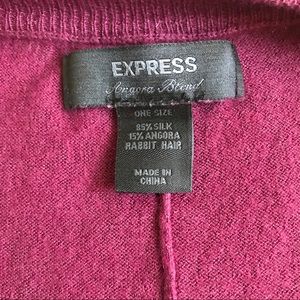 EXPRESS
Angora Blend
ONE SIZE
85% SILK
15% ANGORA
RABBIT HAIR
MADE IN
CHINA